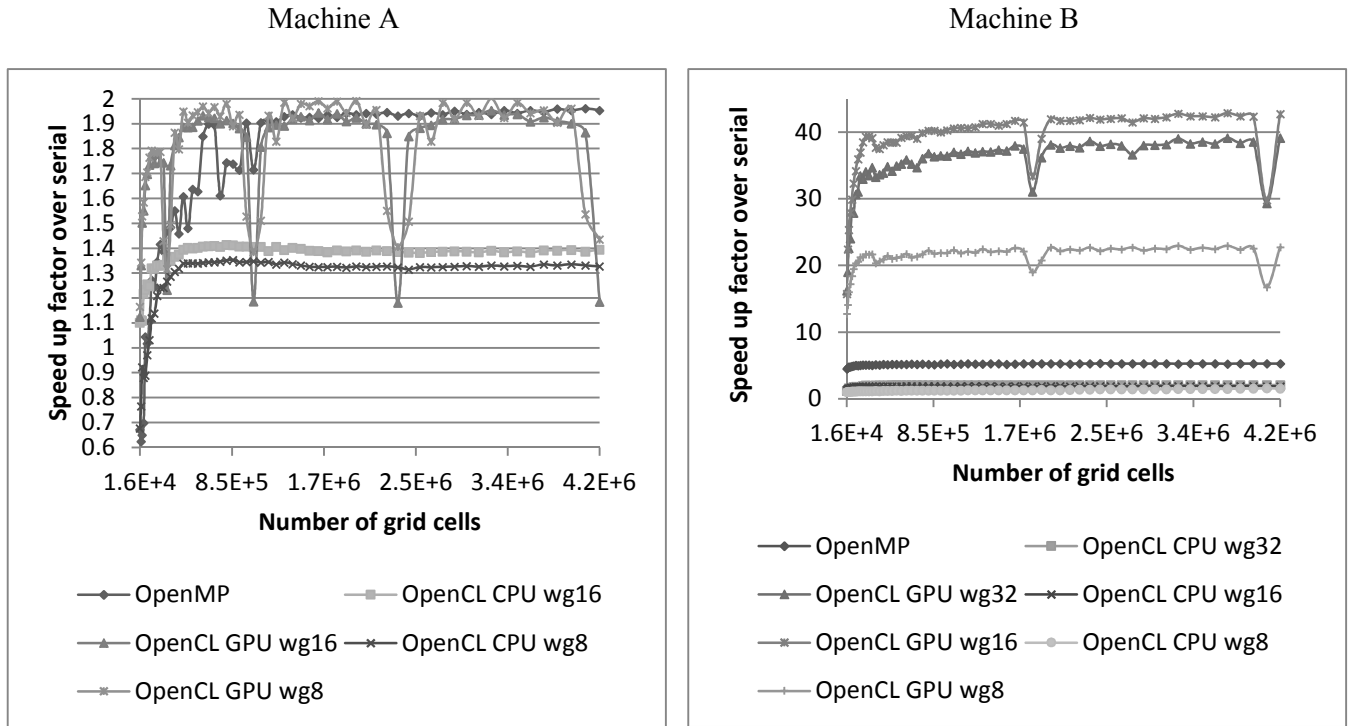 Machine A
Machine B
Speed up factor over serial
2
1.9
1.8
1.7
1.6
1.5
1.4
1.3
1.2
1.1
1
0.9
0.8
0.7
0.6
1.6E+4 8.5E+5 1.7E+6 2.5E+6 3.4E+6 4.2E+6
Number of grid cells
OpenMP
OpenCL CPU wg16
OpenCL GPU wg16
OpenCL CPU wg8
OpenCL GPU wg8
Speed up factor over serial
40
30
20
10
0
1.6E+4 8.5E+5 1.7E+6 2.5E+6 3.4E+6 4.2E+6
Number of grid cells
OpenMP
OpenCL CPU wg32
OpenCL GPU wg32
OpenCL CPU wg16
OpenCL GPU wg16
OpenCL CPU wg8
OpenCL GPU wg8